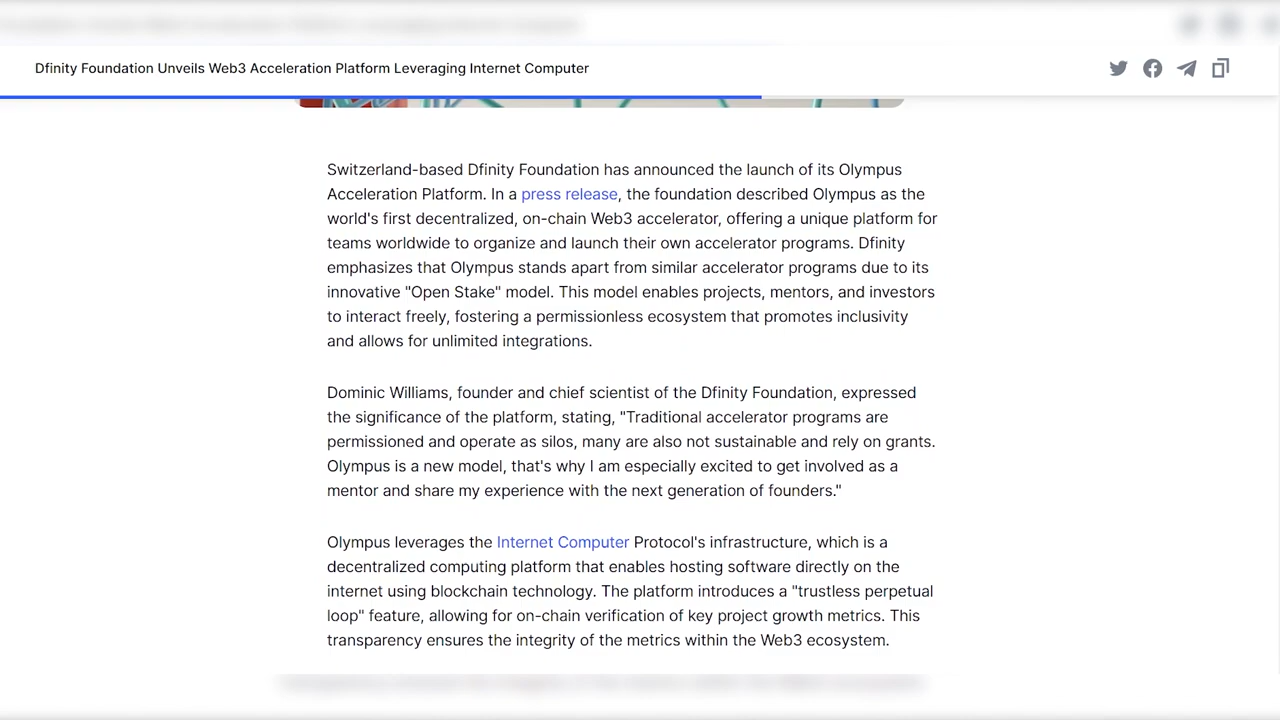 Dfinity Foundation Unveils Web3 Acceleration Platform Leveraging Internet Computer
Switzerland-based Dfinity Foundation has announced the launch of its Olympus
Acceleration Platform. In a press release, the foundation described Olympus as the
world's first decentralized, on-chain Web3 accelerator, offering a unique platform for
teams worldwide to organize and launch their own accelerator programs. Dfinity
emphasizes that Olympus stands apart from similar accelerator programs due to its
innovative "Open Stake" model. This model enables projects, mentors, and investors
to interact freely, fostering a permissionless ecosystem that promotes inclusivity
and allows for unlimited integrations.
Dominic Williams, founder and chief scientist of the Dfinity Foundation, expressed
the significance of the platform, stating, "Traditional accelerator programs are
permissioned and operate as silos, many are also not sustainable and rely on grants.
Olympus is a new model, that's why I am especially excited to get involved as a
mentor and share my experience with the next generation of founders."
Olympus leverages the Internet Computer Protocol's infrastructure, which is a
decentralized computing platform that enables hosting software directly on the
internet using blockchain technology. The platform introduces a "trustless perpetual
loop" feature, allowing for on-chain verification of key project growth metrics. This
transparency ensures the integrity of the metrics within the Web3 ecosystem.